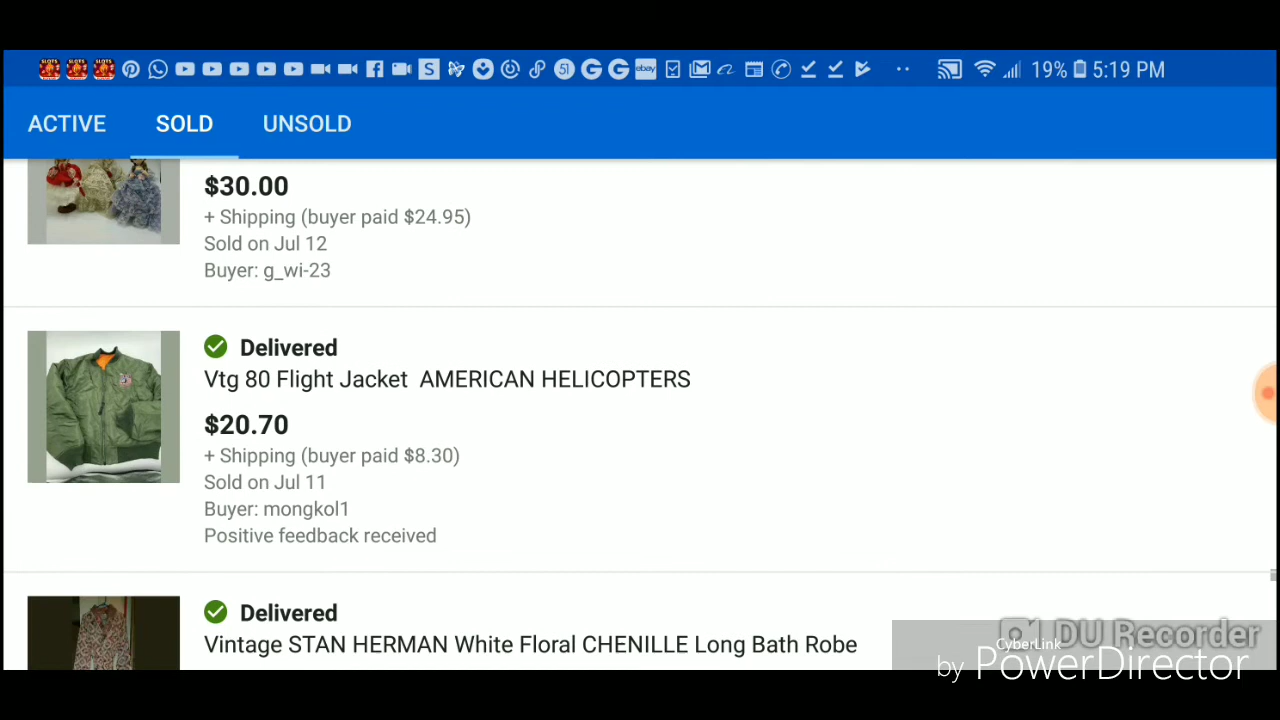 19% 5:19 PM
ACTIVE SOLD UNSOLD
$30.00
+ Shipping (buyer paid $24.95)
Sold on Jul 12
Buyer: g_wi-23
Delivered
Vtg 80 Flight Jacket AMERICAN HELICOPTERS
$20.70
+ Shipping (buyer paid $8.30)
Sold on Jul 11
Buyer: mongkol1
Positive feedback received
Delivered
Vintage STAN HERMAN White Floral CHENILLE Long Bath Robe
DU Recorder
CyberLink
by PowerDirector